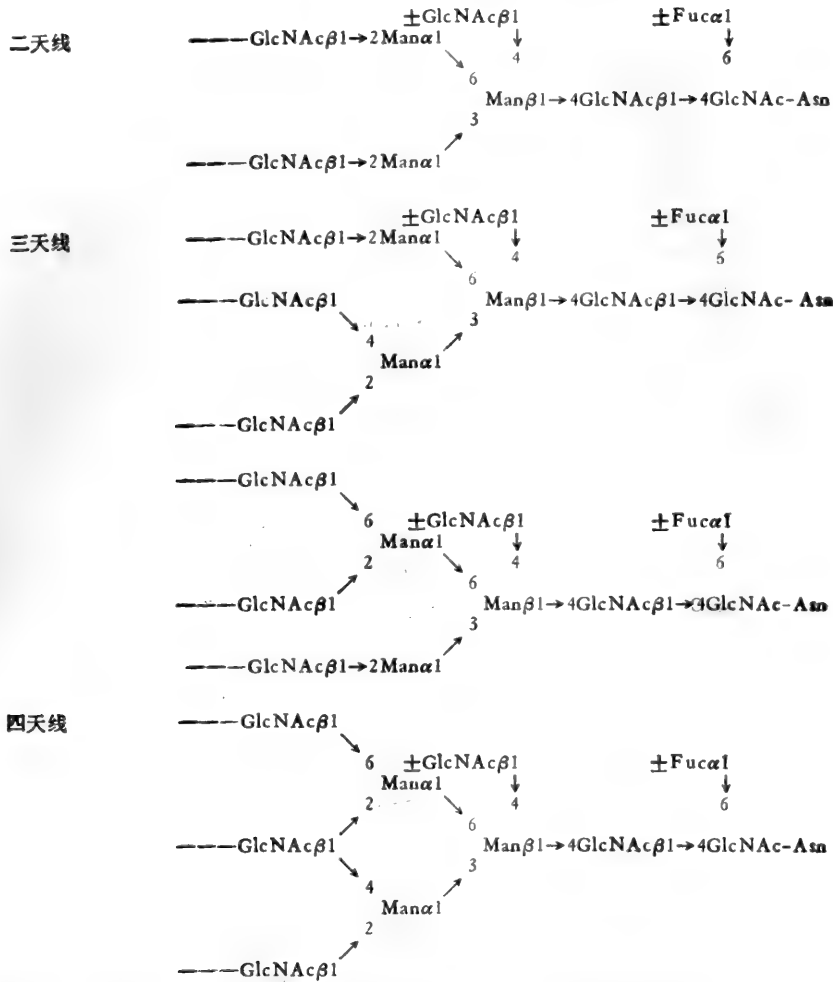 ±GlcNAcβ1 ±Fucα1
二天线 ———GlcNAcβ1→2Manα1 ↓ ↓
↘ 4 6
6
Manβ1→4GlcNAcβ1→4GlcNAc-Asn
3
↗
———GlcNAcβ1→2Manα1
±GlcNAcβ1 ±Fucα1
三天线 ———GlcNAcβ1→2Manα1 ↓ ↓
↘ 4 6
6
———GlcNAcβ1 Manβ1→4GlcNAcβ1→4GlcNAc-Asn
↘ 3
4 ↗
Manα1
2
↗
———GlcNAcβ1
———GlcNAcβ1
↘
6 ±GlcNAcβ1 ±Fucα1
Manα1 ↓ ↓
2 ↘ 4 6
↗ 6
———GlcNAcβ1 Manβ1→4GlcNAcβ1→4GlcNAc-Asn
3
↗
———GlcNAcβ1→2Manα1
四天线 ———GlcNAcβ1
↘
6 ±GlcNAcβ1 ±Fucα1
Manα1 ↓ ↓
2 ↘ 4 6
↗ 6
———GlcNAcβ1 Manβ1→4GlcNAcβ1→4GlcNAc-Asn
↘ 3
4 ↗
Manα1
2
↗
———GlcNAcβ1